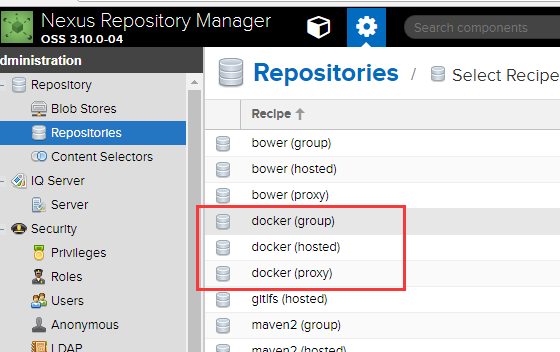 Nexus Repository Manager
OSS 3.10.0-04
Search components
dministration
Repository
Blob Stores
Repositories
Content Selectors
IQ Server
Server
Security
Privileges
Roles
Users
Anonymous
LDAP
Repositories / Select Recipe
Recipe
bower (group)
bower (hosted)
bower (proxy)
docker (group)
docker (hosted)
docker (proxy)
gitlfs (hosted)
maven2 (group)
maven2 (hosted)